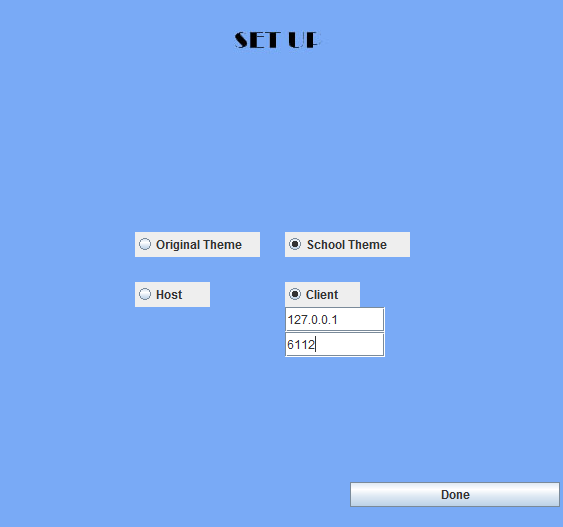 SET UP
Original Theme
School Theme
Host
Client
127.0.0.1
6112
Done